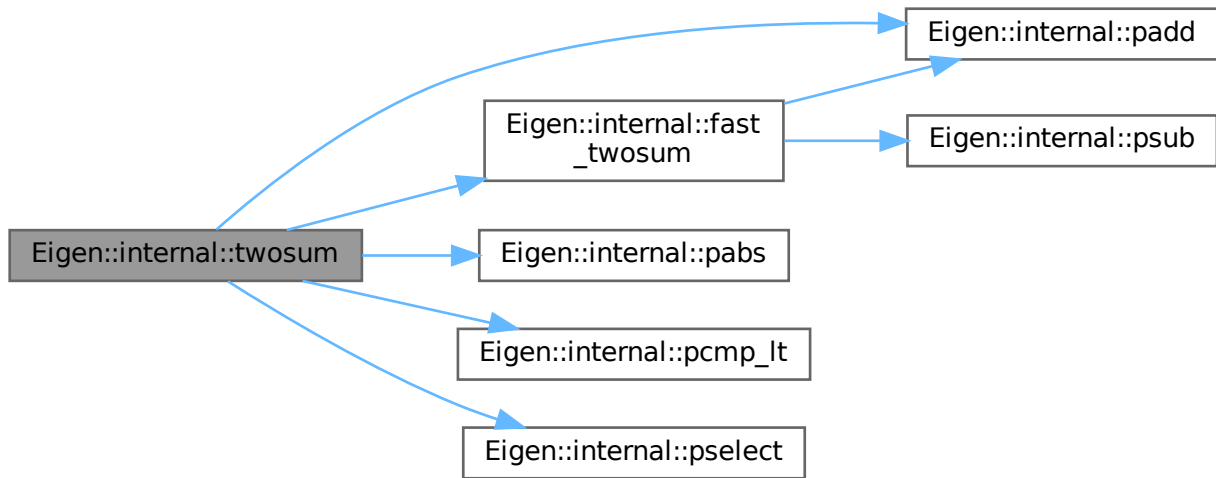 Eigen::internal::padd
Eigen::internal::fast
_twosum
Eigen::internal::psub
Eigen::internal::twosum
Eigen::internal::pabs
Eigen::internal::pcmp_lt
Eigen::internal::pselect